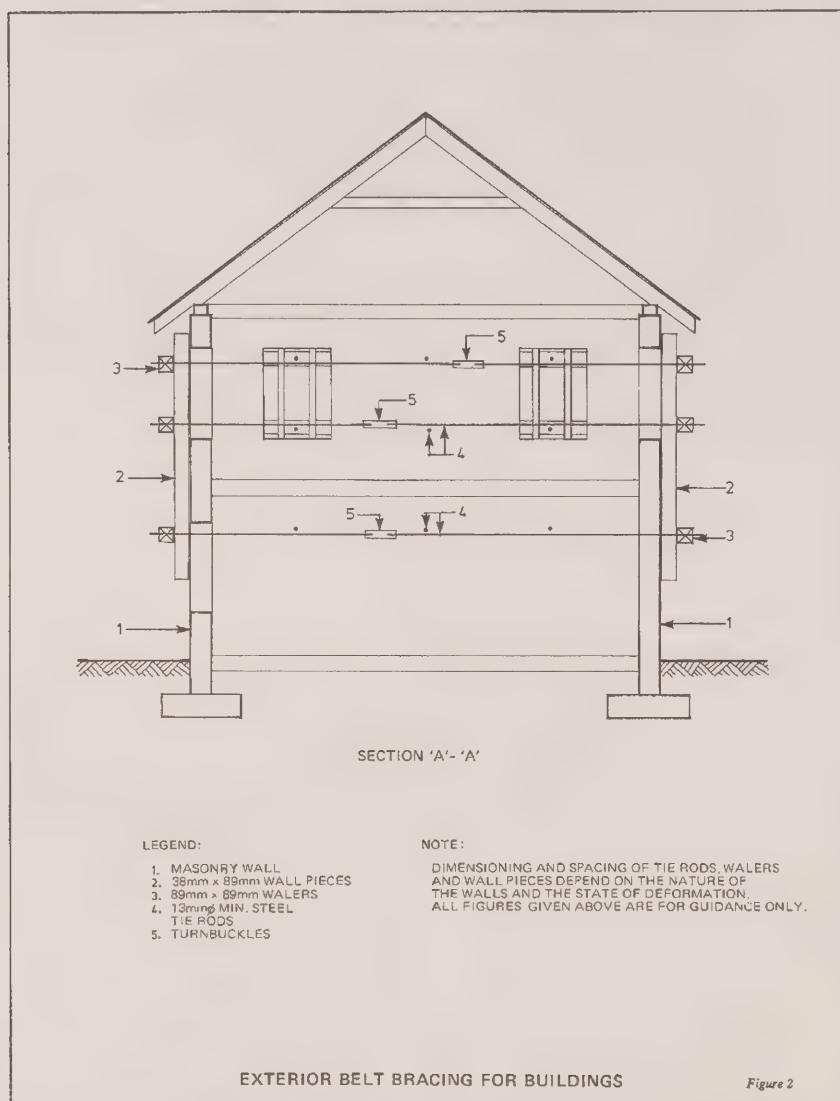 5
3
5
4
2
2
5
4
3
1
1
SECTION 'A'- 'A'
LEGEND:
1. MASONRY WALL
2. 38mm x 89mm WALL PIECES
3. 89mm x 89mm WALERS
4. 13mmø MIN. STEEL
TIE RODS
5. TURNBUCKLES
NOTE:
DIMENSIONING AND SPACING OF TIE RODS, WALERS
AND WALL PIECES DEPEND ON THE NATURE OF
THE WALLS AND THE STATE OF DEFORMATION.
ALL FIGURES GIVEN ABOVE ARE FOR GUIDANCE ONLY.
EXTERIOR BELT BRACING FOR BUILDINGS
Figure 2